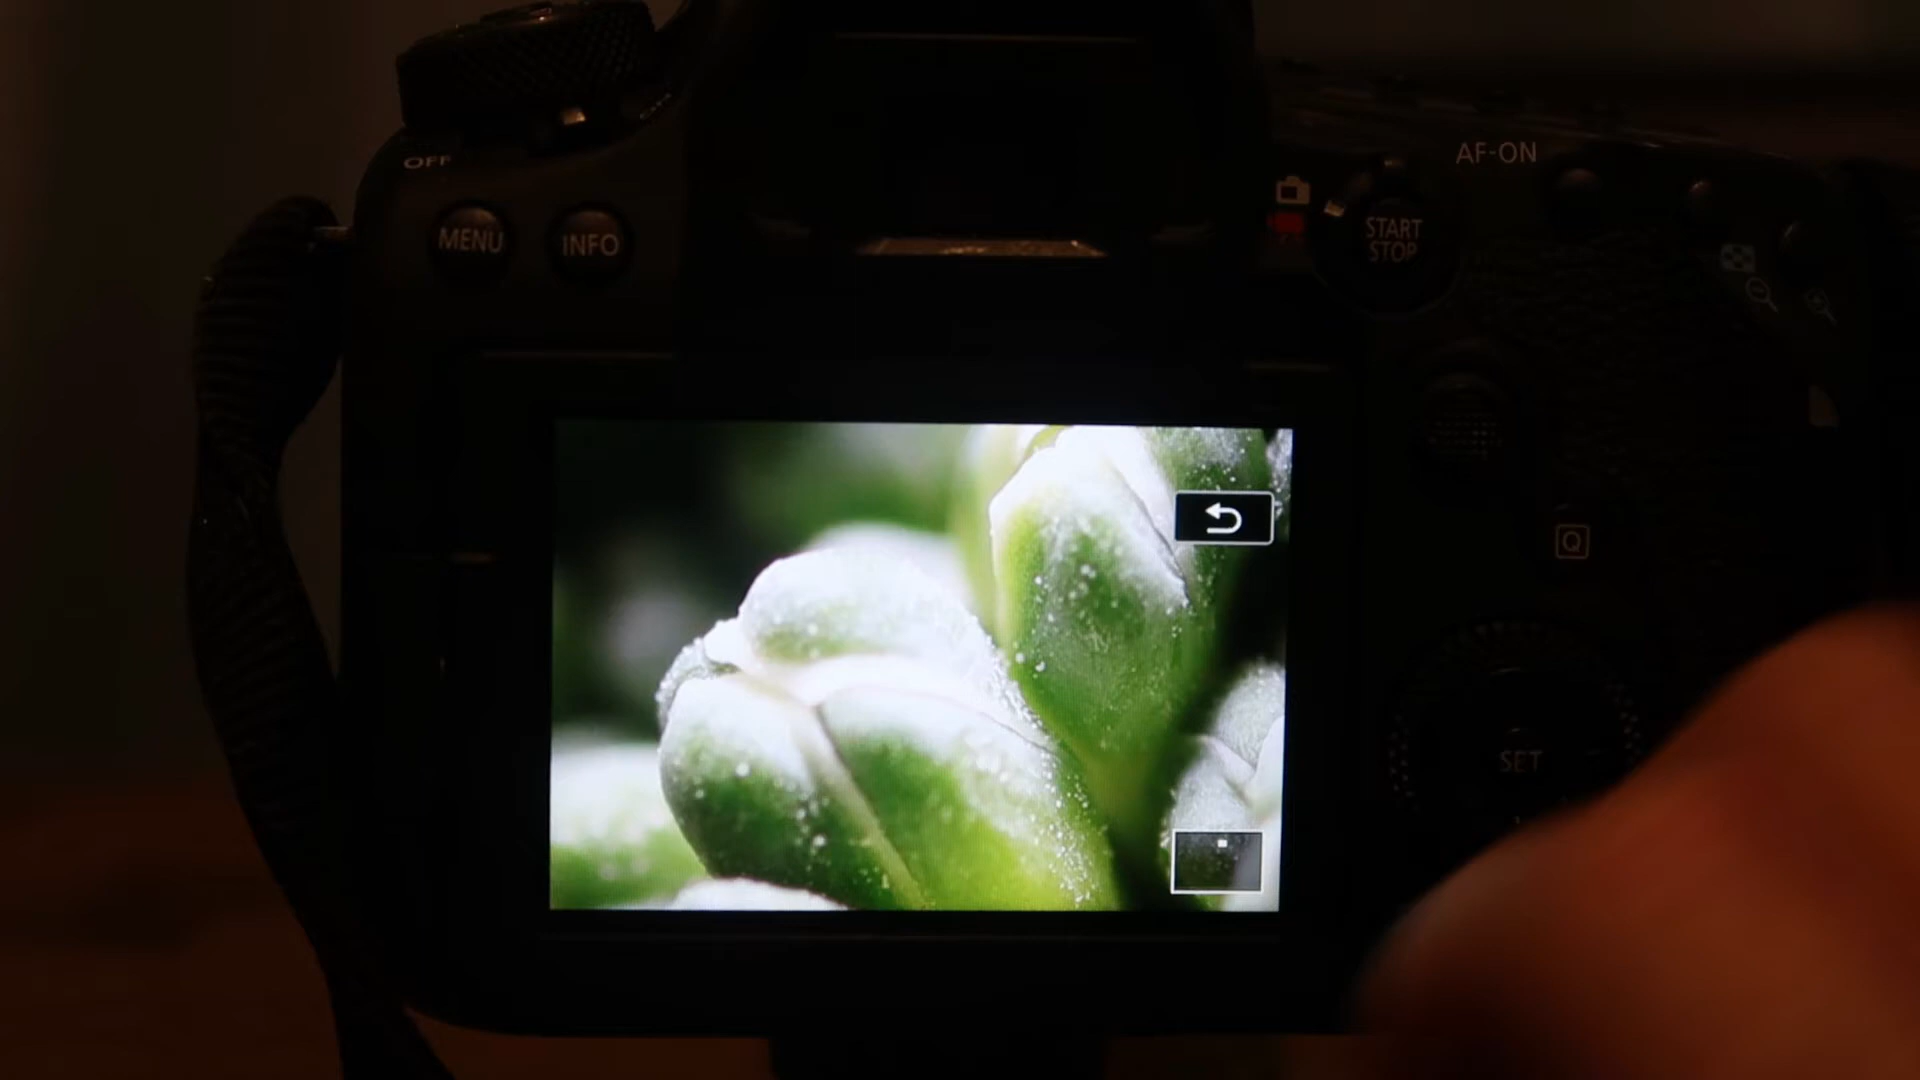 OFF
MENU
INFO
AF-ON
START
STOP
Q
SET